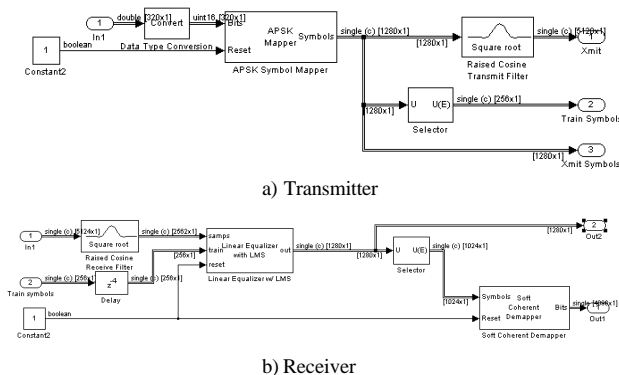 double [320x1]
Convert
uint16 [320x1]
1
In1
Data Type Conversion
boolean
1
Constant2
Bits
APSK
Mapper
Symbols
Reset
APSK Symbol Mapper
single (c) [1280x1]
[1280x1]
Square root
Raised Cosine
Transmit Filter
single (c) [5120x1]
1
Xmit
[1280x1]
U U(E)
Selector
single (c) [256x1]
2
Train Symbols
[1280x1]
3
Xmit Symbols
a) Transmitter
1
In1
single (c) [5124x1]
Square root
Raised Cosine
Receive Filter
single (c) [2562x1]
2
Train symbols
single (c) [256x1]
z-4
Delay
single (c) [256x1]
[256x1]
boolean
1
Constant2
samps
train
reset
Linear Equalizer
with LMS
out
Linear Equalizer w/ LMS
single (c) [1280x1]
[1280x1]
U U(E)
Selector
single (c) [1024x1]
[1280x1]
2
Out2
[1024x1]
Symbols
Reset
Soft
Coherent
Demapper
Bits
Soft Coherent Demapper
single [4096x1]
1
Out1
b) Receiver